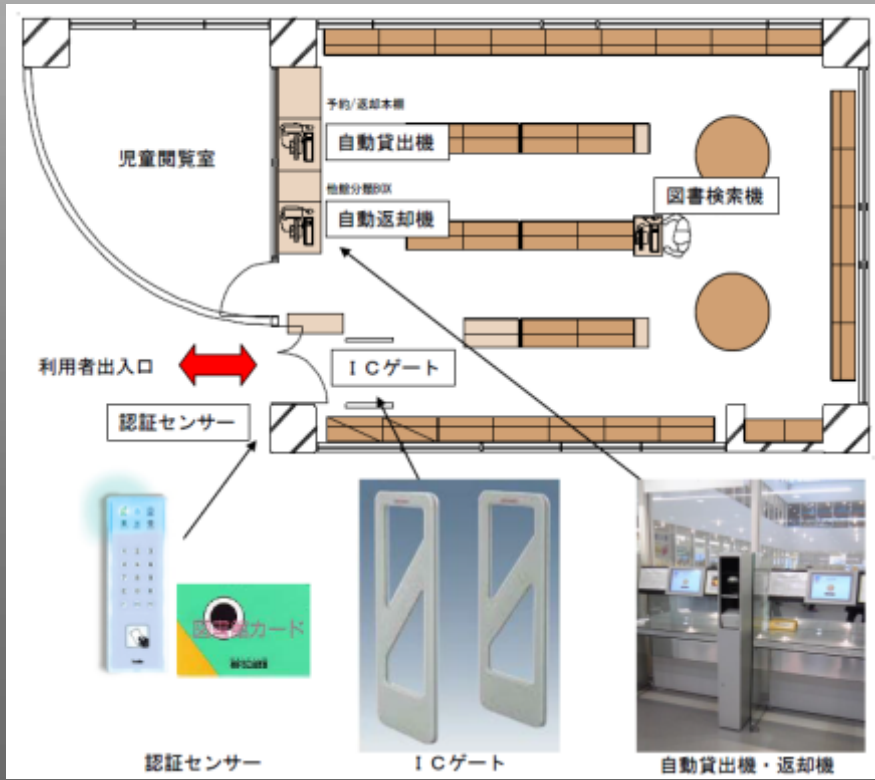 予約/返却本棚
自動貸出機
児童閲覧室
図書検索機
他館分類BOX
自動返却機
利用者出入口
ICゲート
認証センサー
図書館カード
認証センサー
ICゲート
自動貸出機・返却機